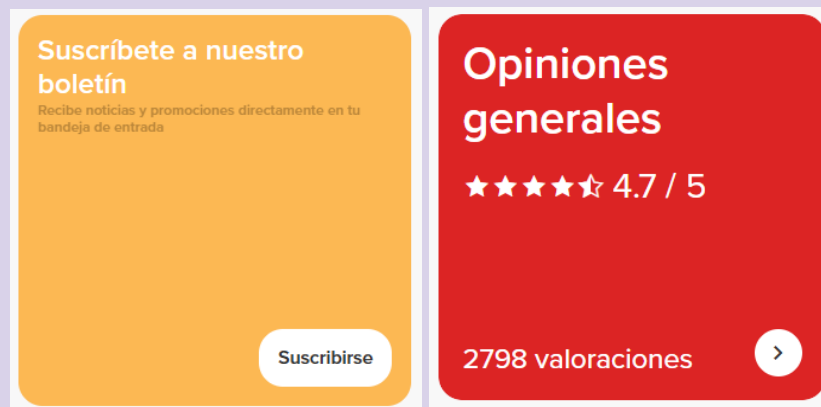 Suscríbete a nuestro
boletín
Recibe noticias y promociones directamente en tu
bandeja de entrada
Suscribirse
Opiniones
generales
4.7 / 5
2798 valoraciones